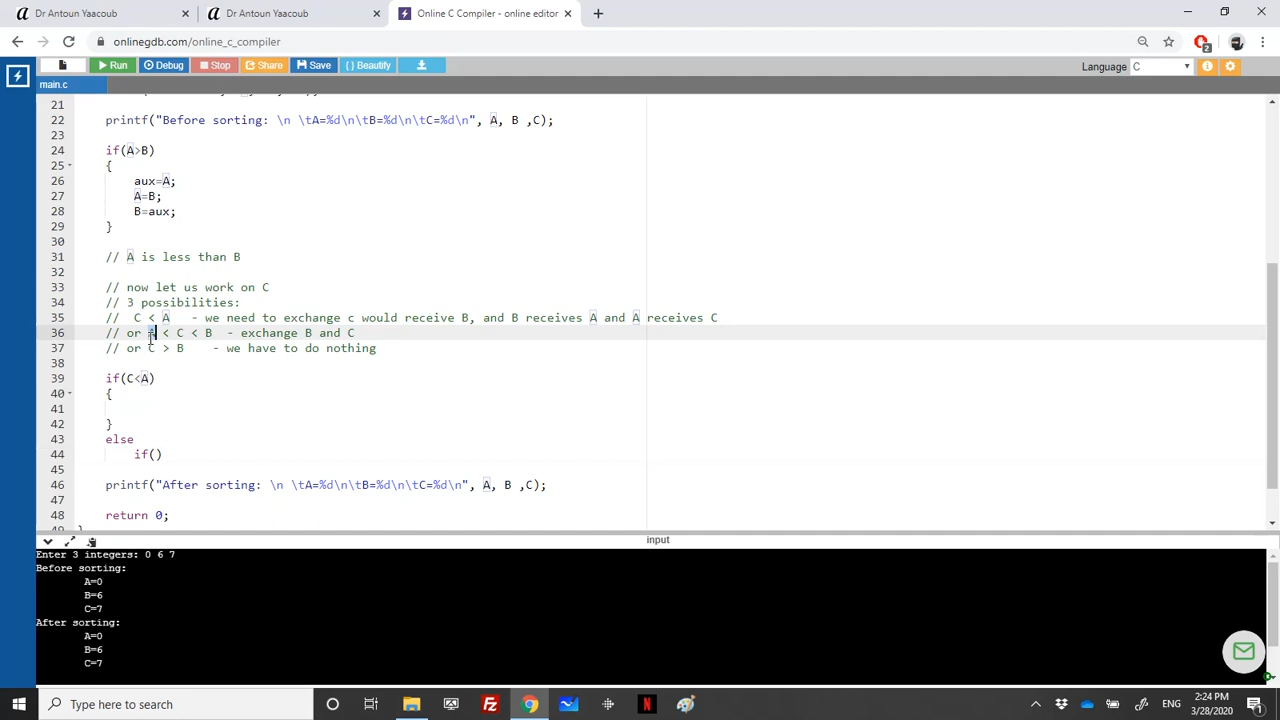 Dr Antoun Yaacoub
Dr Antoun Yaacoub
Online C Compiler - online editor
onlinegdb.com/online_c_compiler
2
Run
Debug
Stop
Share
Save
{ } Beautify
Language C
main.c
21
22 printf("Before sorting: \n \tA=%d\n\tB=%d\n\tC=%d\n", A, B ,C);
23
24 if(A>B)
25 {
26 aux=A;
27 A=B;
28 B=aux;
29 }
30
31 // A is less than B
32
33 // now let us work on C
34 // 3 possibilities:
35 // C < A - we need to exchange c would receive B, and B receives A and A receives C
36 // or A < C < B - exchange B and C
37 // or C > B - we have to do nothing
38
39 if(C<A)
40 {
41
42 }
43 else
44 if()
45
46 printf("After sorting: \n \tA=%d\n\tB=%d\n\tC=%d\n", A, B ,C);
47
48 return 0;
49 }
input
Enter 3 integers: 0 6 7
Before sorting:
A=0
B=6
C=7
After sorting:
A=0
B=6
C=7
Type here to search
ENG
2:24 PM
3/28/2020
1